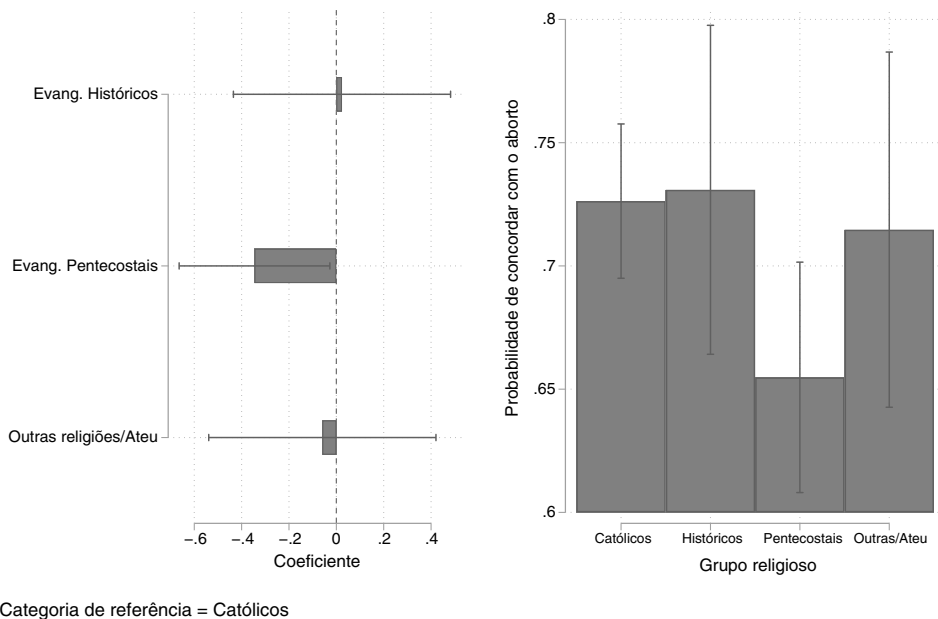 Evang. Históricos
Evang. Pentecostais
Outras religiões/Ateu
−.6 −.4 −.2 0 .2 .4
Coeficiente
Probabilidade de concordar com o aborto
.8
.75
.7
.65
.6
Católicos Históricos Pentecostais Outras/Ateu
Grupo religioso
Categoria de referência = Católicos